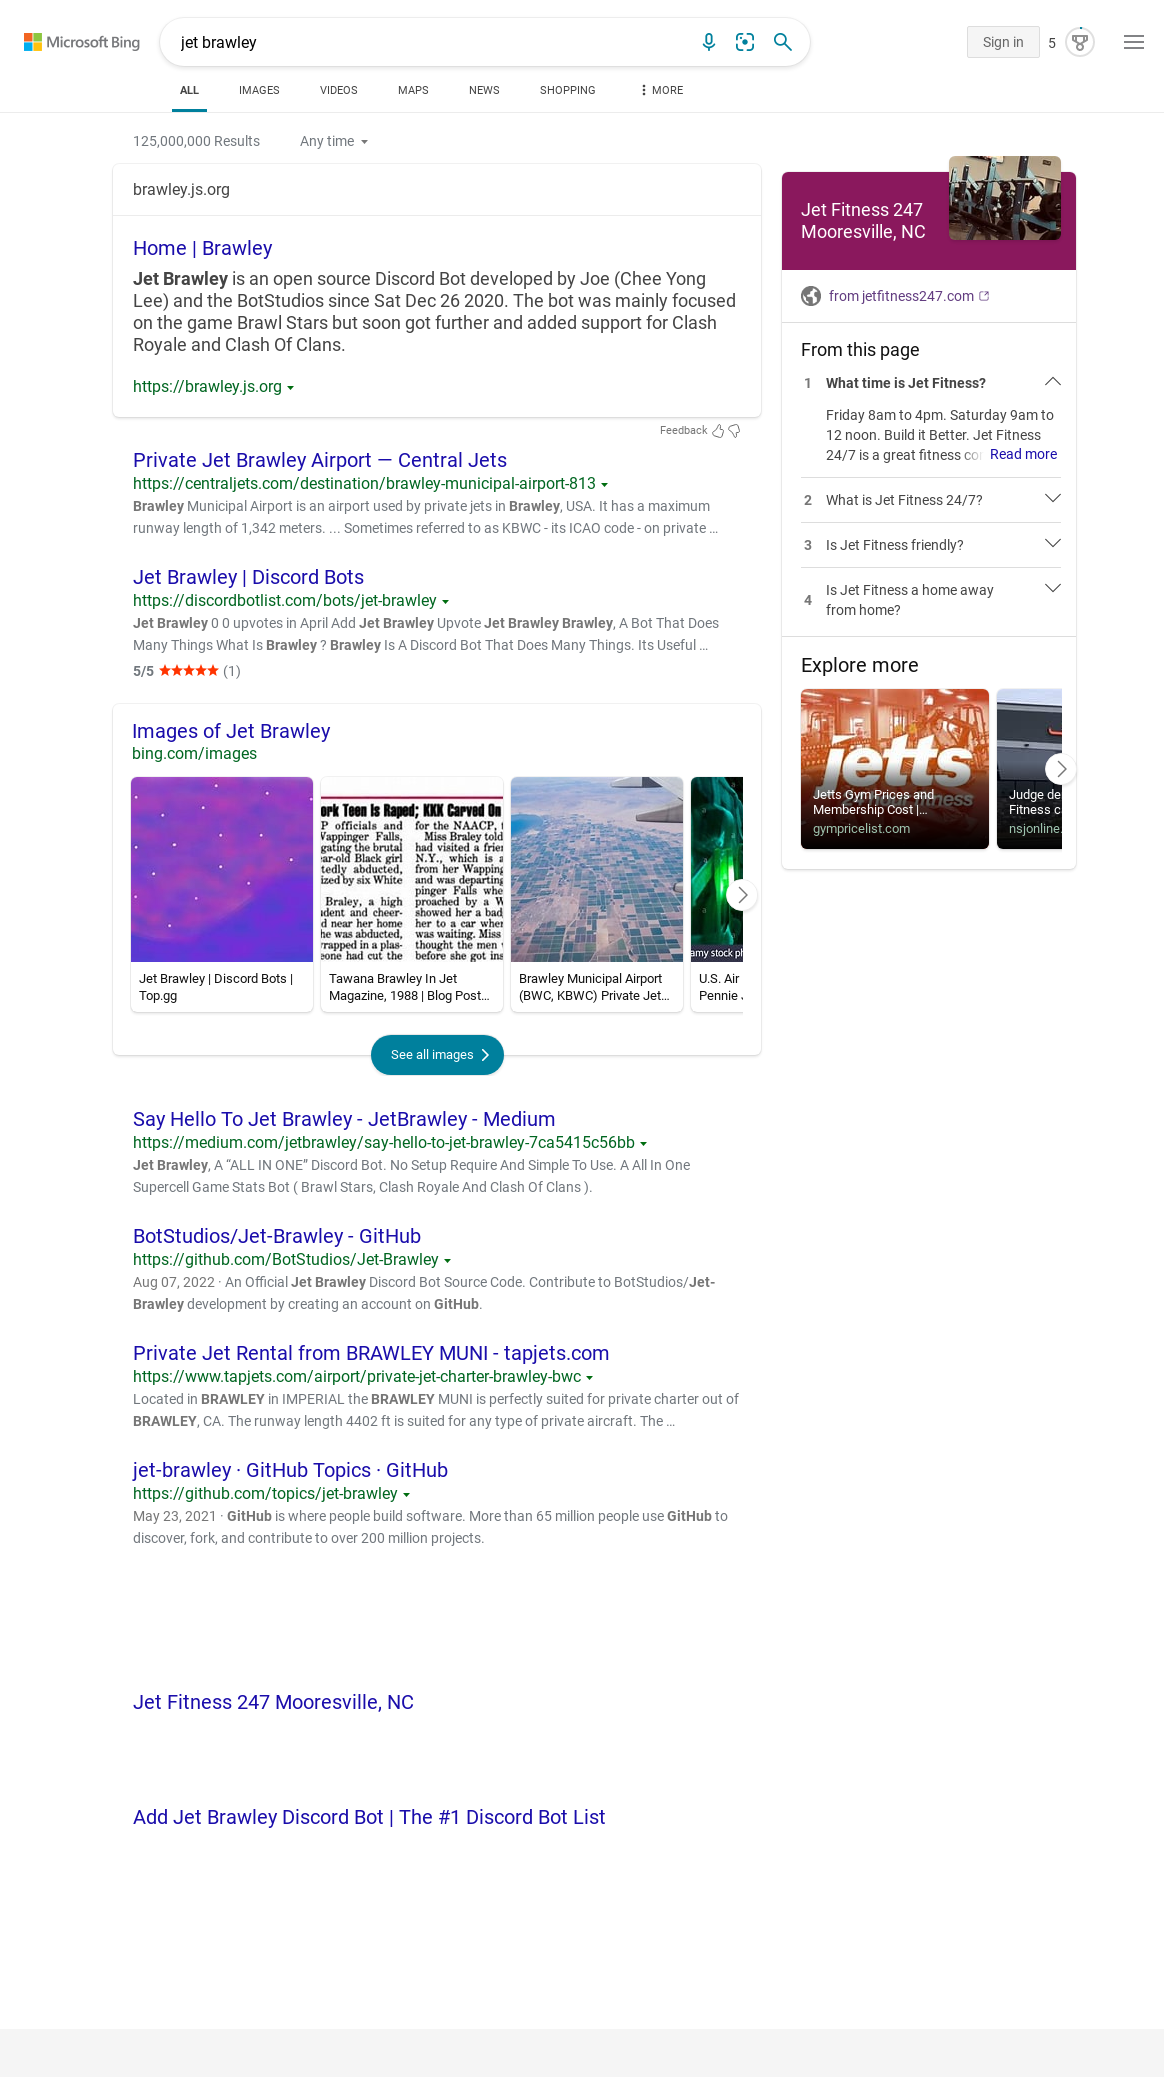 Microsoft Bing
jet brawley
Sign in
5
ALL
IMAGES
VIDEOS
MAPS
NEWS
SHOPPING
MORE
125,000,000 Results
Any time
brawley.js.org
Home | Brawley
Jet Brawley is an open source Discord Bot developed by Joe (Chee Yong
Lee) and the BotStudios since Sat Dec 26 2020. The bot was mainly focused
on the game Brawl Stars but soon got further and added support for Clash
Royale and Clash Of Clans.
https://brawley.js.org
Feedback
Private Jet Brawley Airport — Central Jets
https://centraljets.com/destination/brawley-municipal-airport-813
Brawley Municipal Airport is an airport used by private jets in Brawley, USA. It has a maximum
runway length of 1,342 meters. ... Sometimes referred to as KBWC - its ICAO code - on private …
Jet Brawley | Discord Bots
https://discordbotlist.com/bots/jet-brawley
Jet Brawley 0 0 upvotes in April Add Jet Brawley Upvote Jet Brawley Brawley, A Bot That Does
Many Things What Is Brawley ? Brawley Is A Discord Bot That Does Many Things. Its Useful …
5/5 (1)
Images of Jet Brawley
bing.com/images
ork Teen Is Raped; KKK Carved On
P officials and
Wappinger Falls,
gating the brutal
ear-old Black girl
tedly abducted,
ized by six White
Braley, a high
udent and cheer-
d near her home
he was abducted,
rapped in a plas-
eone had cut the
for the NAACP, t
Miss Braley told
had visited a frie
N.Y., which is a
from her Wapping
and was departing
pinger Falls whe
proached by a W
showed her a bad
her to a car when
was waiting. Miss
thought the men w
before she got ins
amy stock ph
Jet Brawley | Discord Bots |
Top.gg
Tawana Brawley In Jet
Magazine, 1988 | Blog Post…
Brawley Municipal Airport
(BWC, KBWC) Private Jet…
U.S. Air
Pennie J
See all images
Say Hello To Jet Brawley - JetBrawley - Medium
https://medium.com/jetbrawley/say-hello-to-jet-brawley-7ca5415c56bb
Jet Brawley, A “ALL IN ONE” Discord Bot. No Setup Require And Simple To Use. A All In One
Supercell Game Stats Bot ( Brawl Stars, Clash Royale And Clash Of Clans ).
BotStudios/Jet-Brawley - GitHub
https://github.com/BotStudios/Jet-Brawley
Aug 07, 2022 · An Official Jet Brawley Discord Bot Source Code. Contribute to BotStudios/Jet-
Brawley development by creating an account on GitHub.
Private Jet Rental from BRAWLEY MUNI - tapjets.com
https://www.tapjets.com/airport/private-jet-charter-brawley-bwc
Located in BRAWLEY in IMPERIAL the BRAWLEY MUNI is perfectly suited for private charter out of
BRAWLEY, CA. The runway length 4402 ft is suited for any type of private aircraft. The …
jet-brawley · GitHub Topics · GitHub
https://github.com/topics/jet-brawley
May 23, 2021 · GitHub is where people build software. More than 65 million people use GitHub to
discover, fork, and contribute to over 200 million projects.
Jet Fitness 247 Mooresville, NC
Add Jet Brawley Discord Bot | The #1 Discord Bot List
Jet Fitness 247
Mooresville, NC
from jetfitness247.com
From this page
1 What time is Jet Fitness?
Friday 8am to 4pm. Saturday 9am to
12 noon. Build it Better. Jet Fitness
24/7 is a great fitness co Read more
2 What is Jet Fitness 24/7?
3 Is Jet Fitness friendly?
4 Is Jet Fitness a home away
from home?
Explore more
jetts
24 hour fitness
Jetts Gym Prices and
Membership Cost |…
gympricelist.com
Judge de
Fitness c
nsjonline.